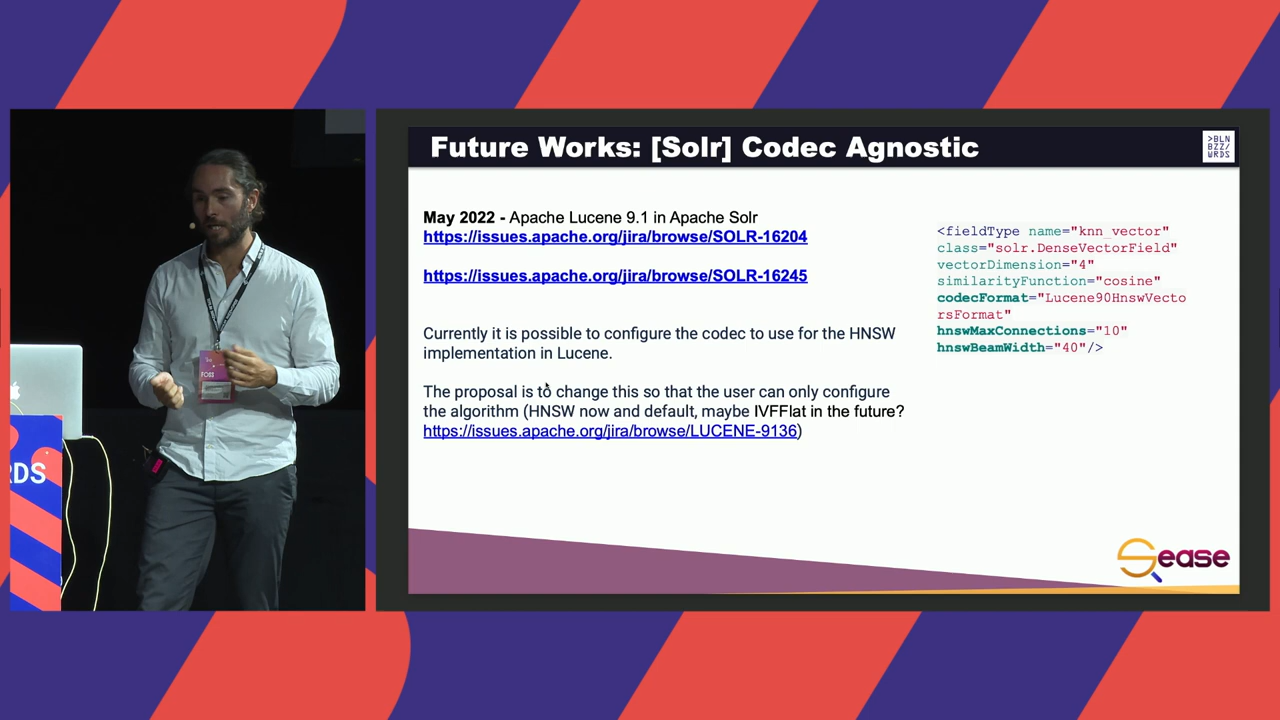 Future Works: [Solr] Codec Agnostic
>BLN
BZZ/
WRDS
May 2022 - Apache Lucene 9.1 in Apache Solr
https://issues.apache.org/jira/browse/SOLR-16204
https://issues.apache.org/jira/browse/SOLR-16245
Currently it is possible to configure the codec to use for the HNSW
implementation in Lucene.
The proposal is to change this so that the user can only configure
the algorithm (HNSW now and default, maybe IVFFlat in the future?
https://issues.apache.org/jira/browse/LUCENE-9136)
<fieldType name="knn_vector"
class="solr.DenseVectorField"
vectorDimension="4"
similarityFunction="cosine"
codecFormat="Lucene90HnswVecto
rsFormat"
hnswMaxConnections="10"
hnswBeamWidth="40"/>
Sease
RDS